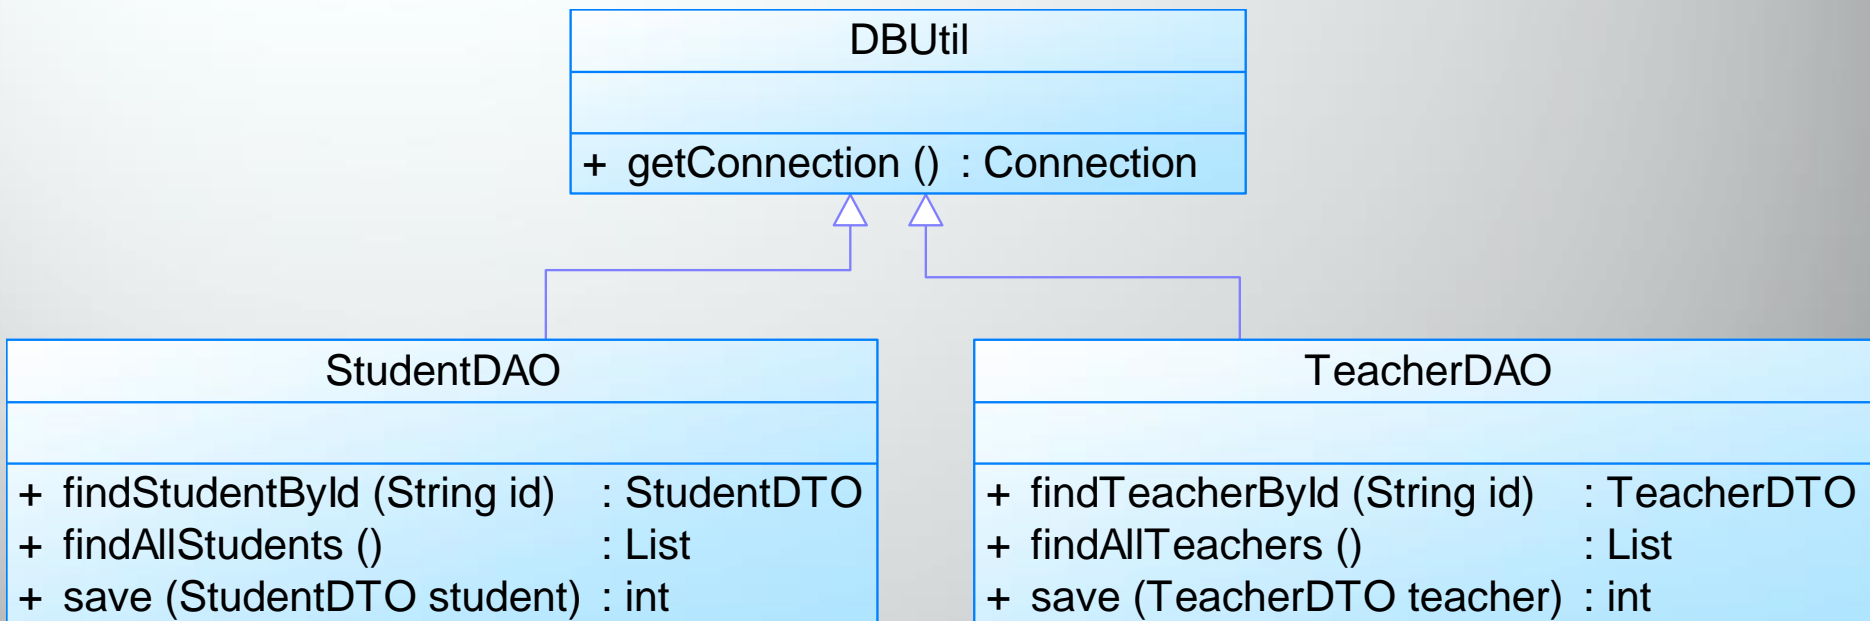 DBUtil
+ getConnection () : Connection
StudentDAO
+ findStudentById (String id) : StudentDTO
+ findAllStudents () : List
+ save (StudentDTO student) : int
TeacherDAO
+ findTeacherById (String id) : TeacherDTO
+ findAllTeachers () : List
+ save (TeacherDTO teacher) : int